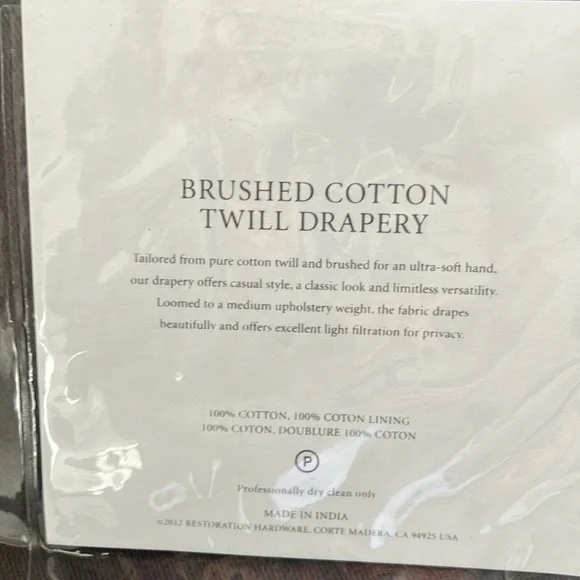 BRUSHED COTTON
TWILL DRAPERY
Tailored from pure cotton twill and brushed for an ultra-soft hand,
our drapery offers casual style, a classic look and limitless versatility.
Loomed to a medium upholstery weight, the fabric drapes
beautifully and offers excellent light filtration for privacy.
100% COTTON, 100% COTON LINING
100% COTON, DOUBLURE 100% COTON
P
Professionally dry clean only
MADE IN INDIA
©2012 RESTORATION HARDWARE, CORTE MADERA, CA 94925 USA